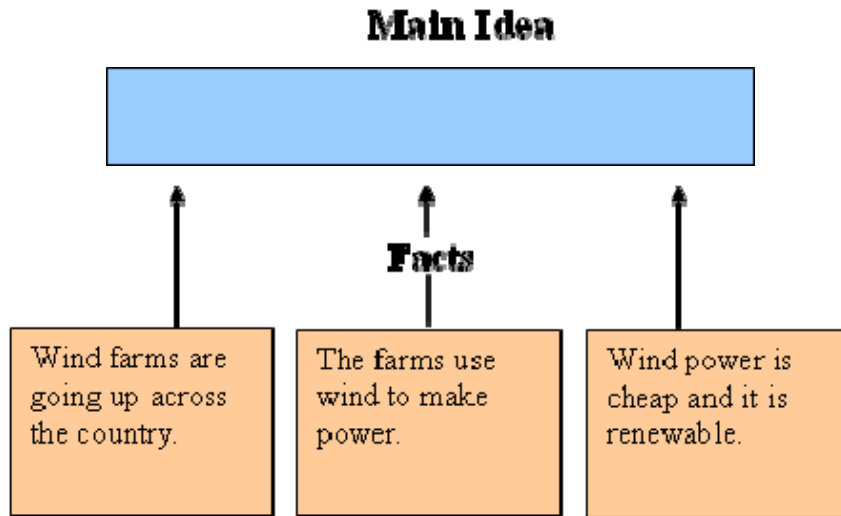 Main Idea
Facts
Wind farms are
going up across
the country.
The farms use
wind to make
power.
Wind power is
cheap and it is
renewable.